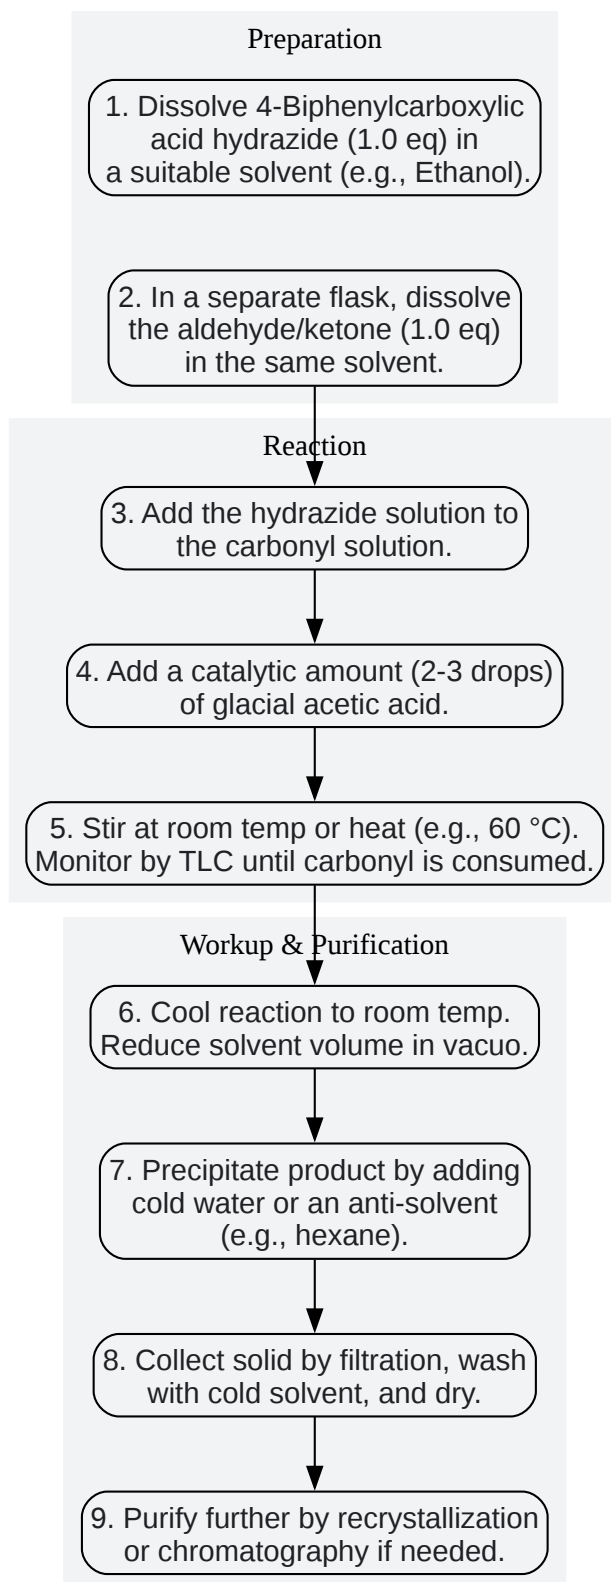 Preparation
1. Dissolve 4-Biphenylcarboxylic
acid hydrazide (1.0 eq) in
a suitable solvent (e.g., Ethanol).
2. In a separate flask, dissolve
the aldehyde/ketone (1.0 eq)
in the same solvent.
Reaction
3. Add the hydrazide solution to
the carbonyl solution.
4. Add a catalytic amount (2-3 drops)
of glacial acetic acid.
5. Stir at room temp or heat (e.g., 60 °C).
Monitor by TLC until carbonyl is consumed.
Workup & Purification
6. Cool reaction to room temp.
Reduce solvent volume in vacuo.
7. Precipitate product by adding
cold water or an anti-solvent
(e.g., hexane).
8. Collect solid by filtration, wash
with cold solvent, and dry.
9. Purify further by recrystallization
or chromatography if needed.